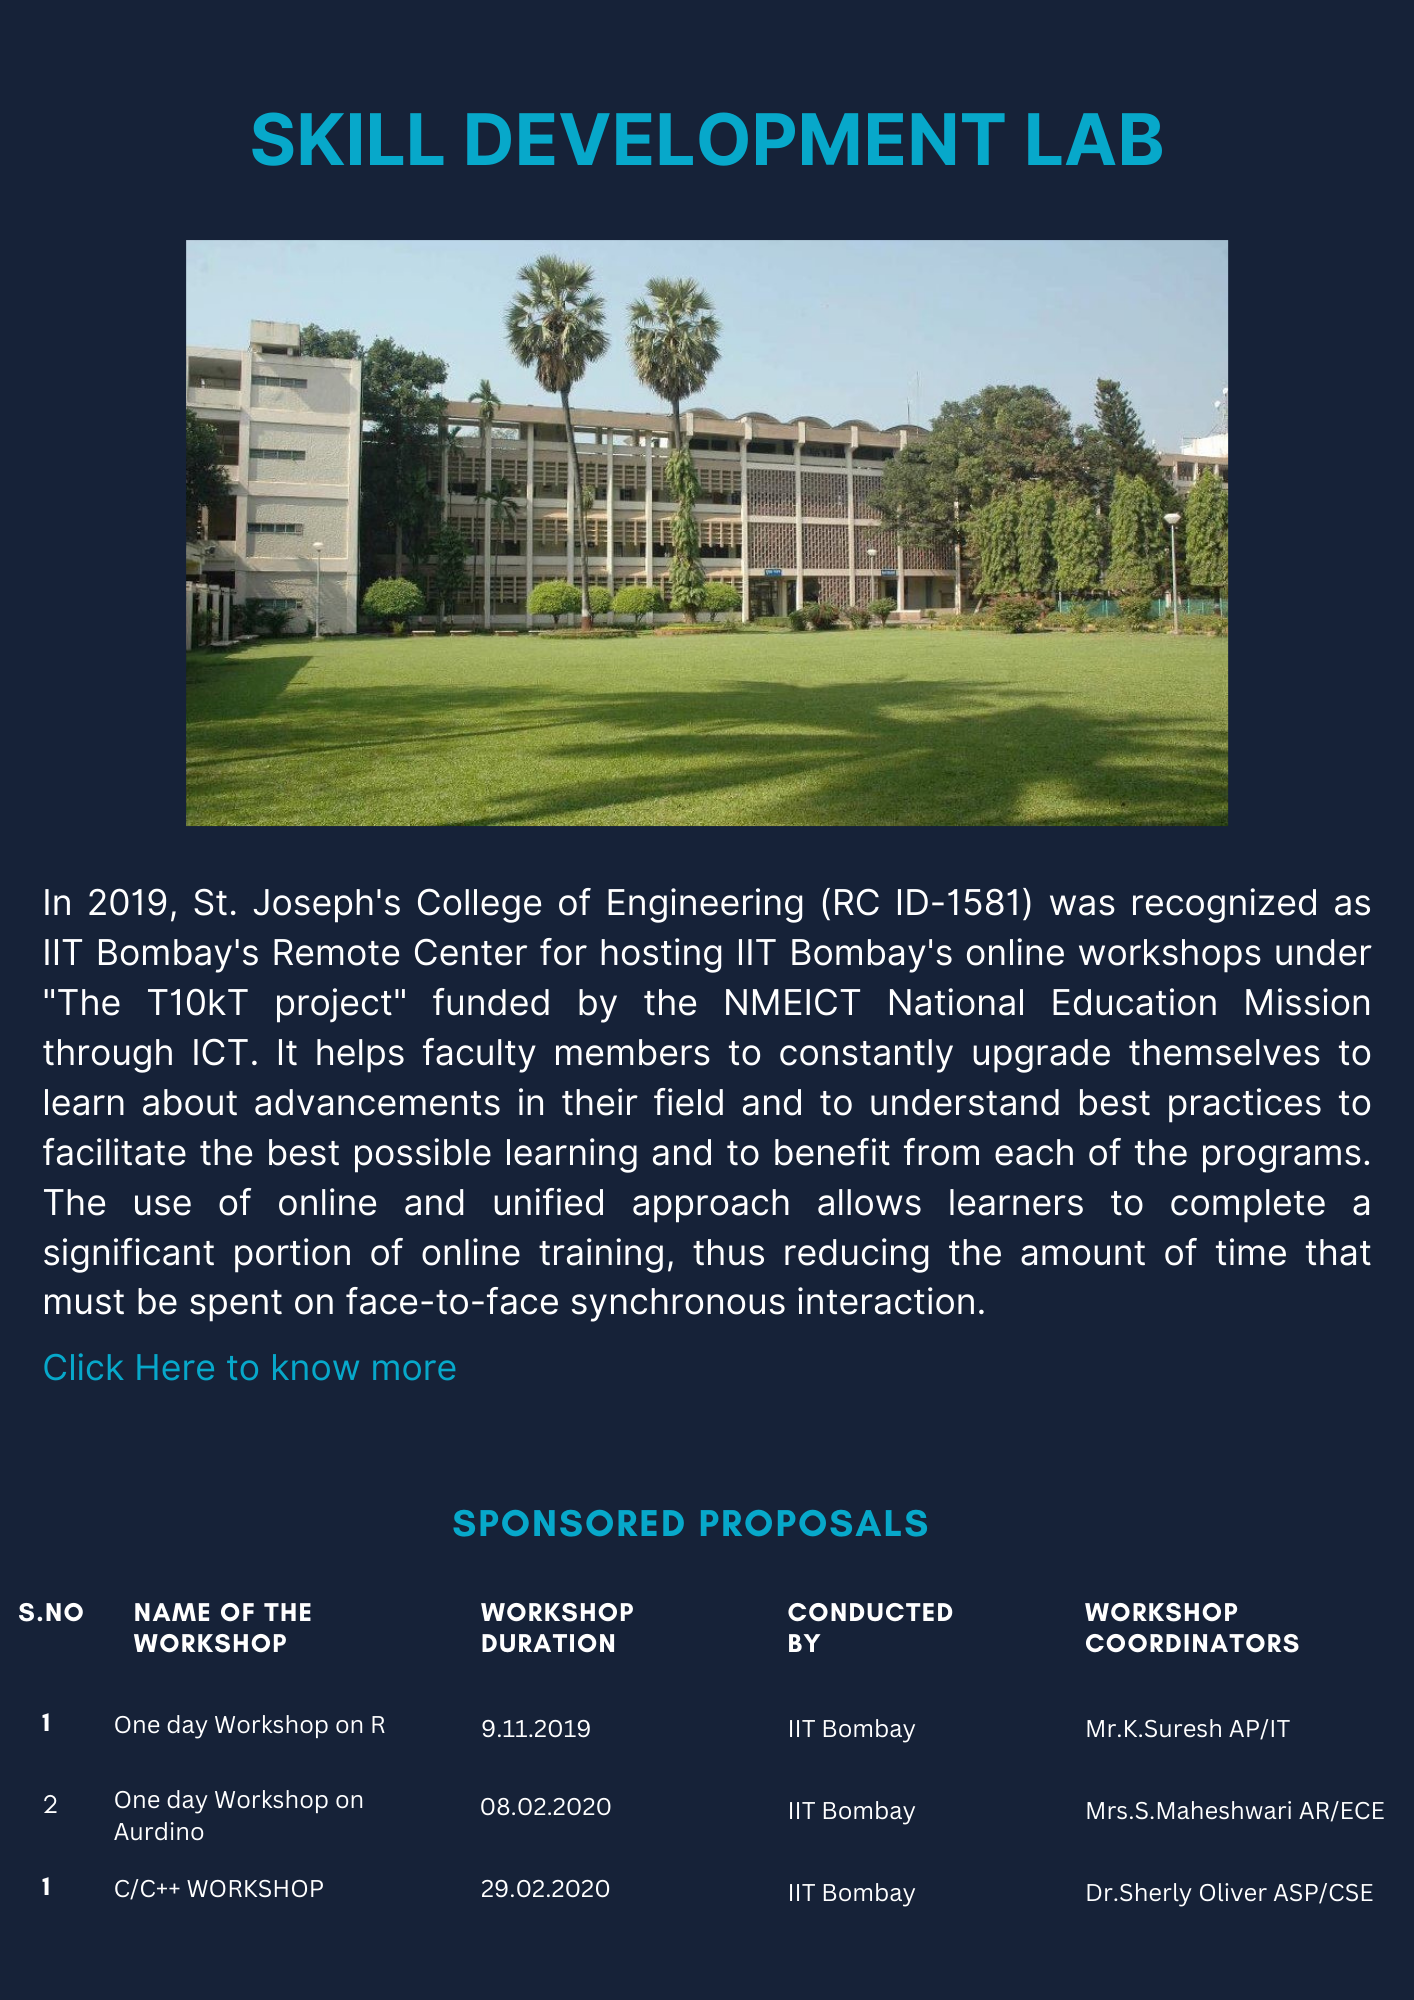 SKILL DEVELOPMENT LAB
In 2019, St. Joseph's College of Engineering (RC ID-1581) was recognized as
IIT Bombay's Remote Center for hosting IIT Bombay's online workshops under
"The T10kT project" funded by the NMEICT National Education Mission
through ICT. It helps faculty members to constantly upgrade themselves to
learn about advancements in their field and to understand best practices to
facilitate the best possible learning and to benefit from each of the programs.
The use of online and unified approach allows learners to complete a
significant portion of online training, thus reducing the amount of time that
must be spent on face-to-face synchronous interaction.
Click Here to know more
SPONSORED PROPOSALS
S.NO NAME OF THE WORKSHOP CONDUCTED WORKSHOP
WORKSHOP DURATION BY COORDINATORS
1 One day Workshop on R 9.11.2019 IIT Bombay Mr.K.Suresh AP/IT
2 One day Workshop on 08.02.2020 IIT Bombay Mrs.S.Maheshwari AR/ECE
Aurdino
1 C/C++ WORKSHOP 29.02.2020 IIT Bombay Dr.Sherly Oliver ASP/CSE